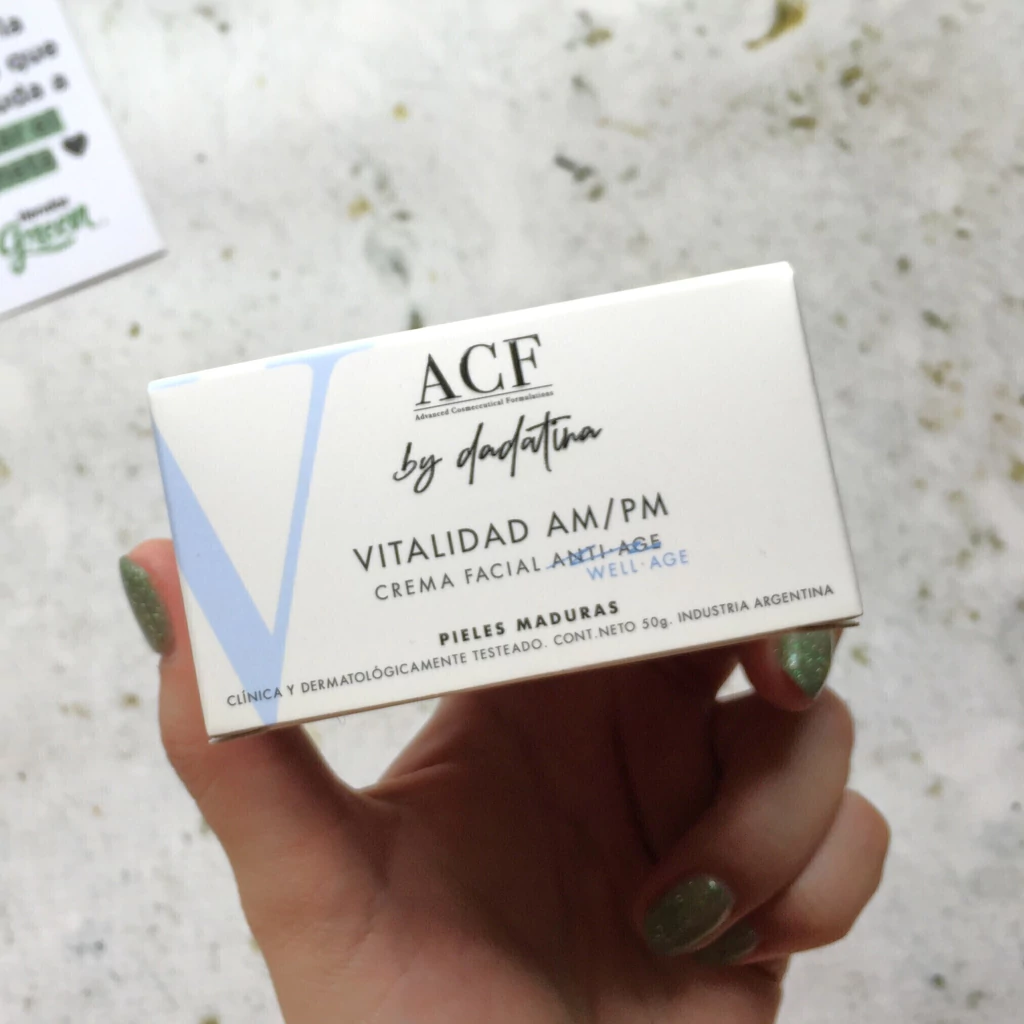 la
que
a
green
ACF
Advanced Cosmeceutical Formulations
by dadatina
VITALIDAD AM/PM
CREMA FACIAL ANTI·AGE
WELL·AGE
PIELES MADURAS
CLÍNICA Y DERMATOLÓGICAMENTE TESTEADO. CONT.NETO 50g. INDUSTRIA ARGENTINA